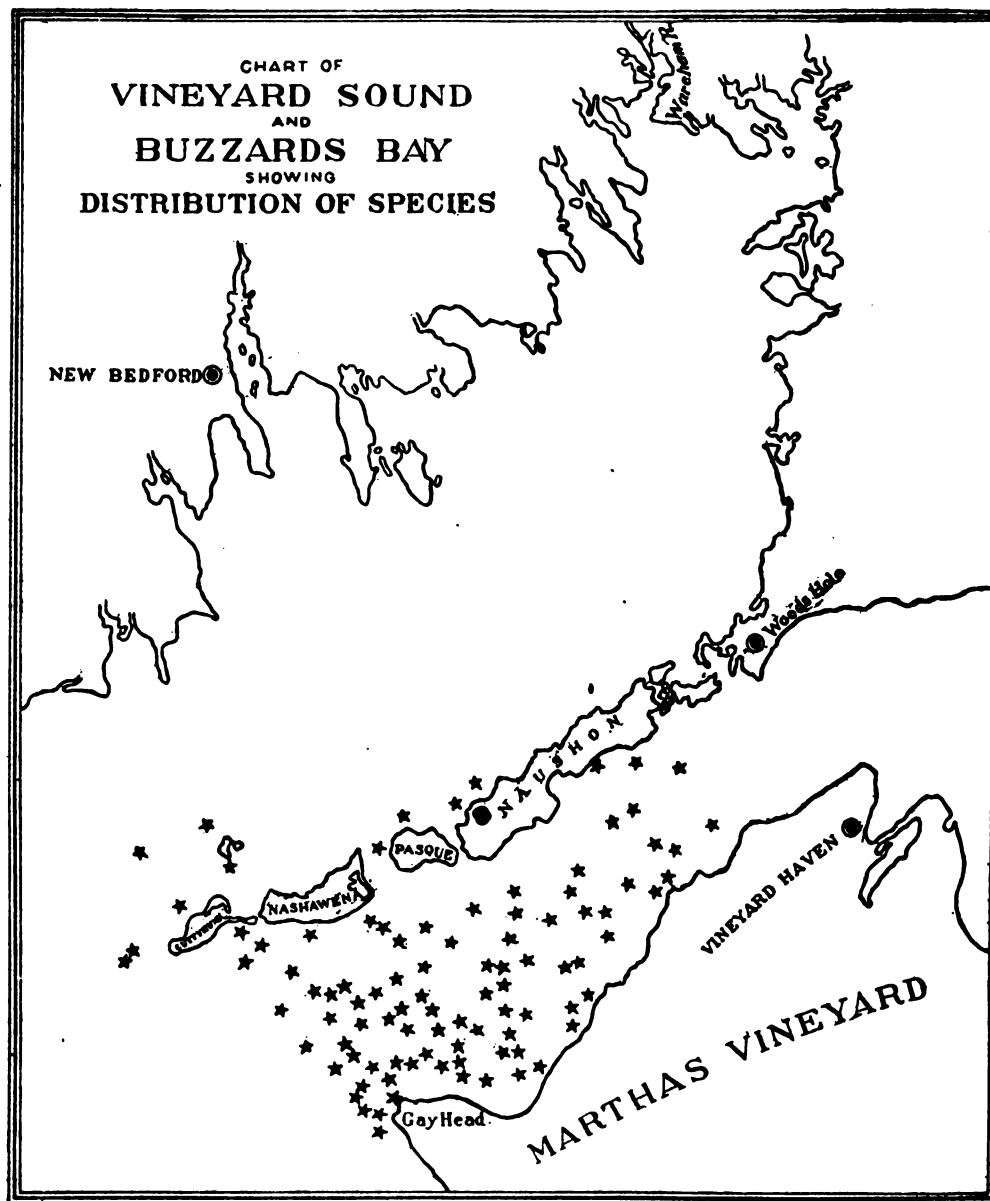 CHART OF
VINEYARD SOUND
AND
BUZZARDS BAY
SHOWING
DISTRIBUTION OF SPECIES
Wareham R.
NEW BEDFORD
Woods Hole
NAUSHON
PASQUE
NASHAWENA
VINEYARD HAVEN
MARTHAS VINEYARD
Gay Head.